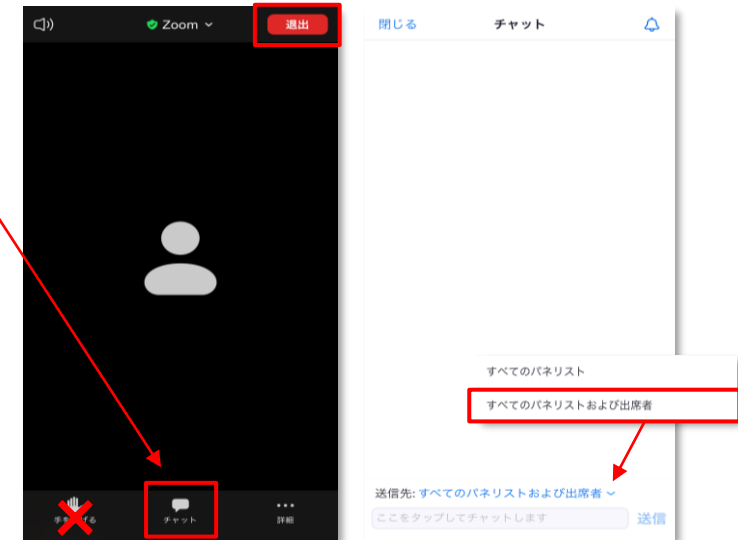 Zoom
退出
チャット
詳細
閉じる
チャット
すべてのパネリスト
すべてのパネリストおよび出席者
送信先: すべてのパネリストおよび出席者
ここをタップしてチャットします
送信